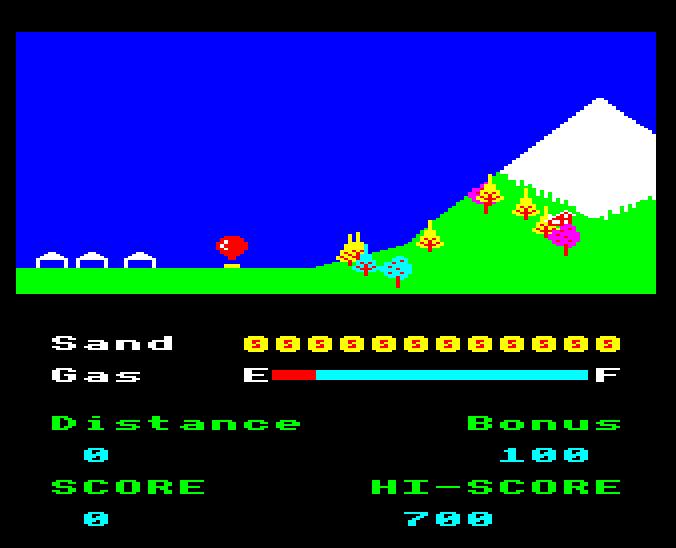 Sand
Gas E F
Distance Bonus
0 100
SCORE HI-SCORE
0 700